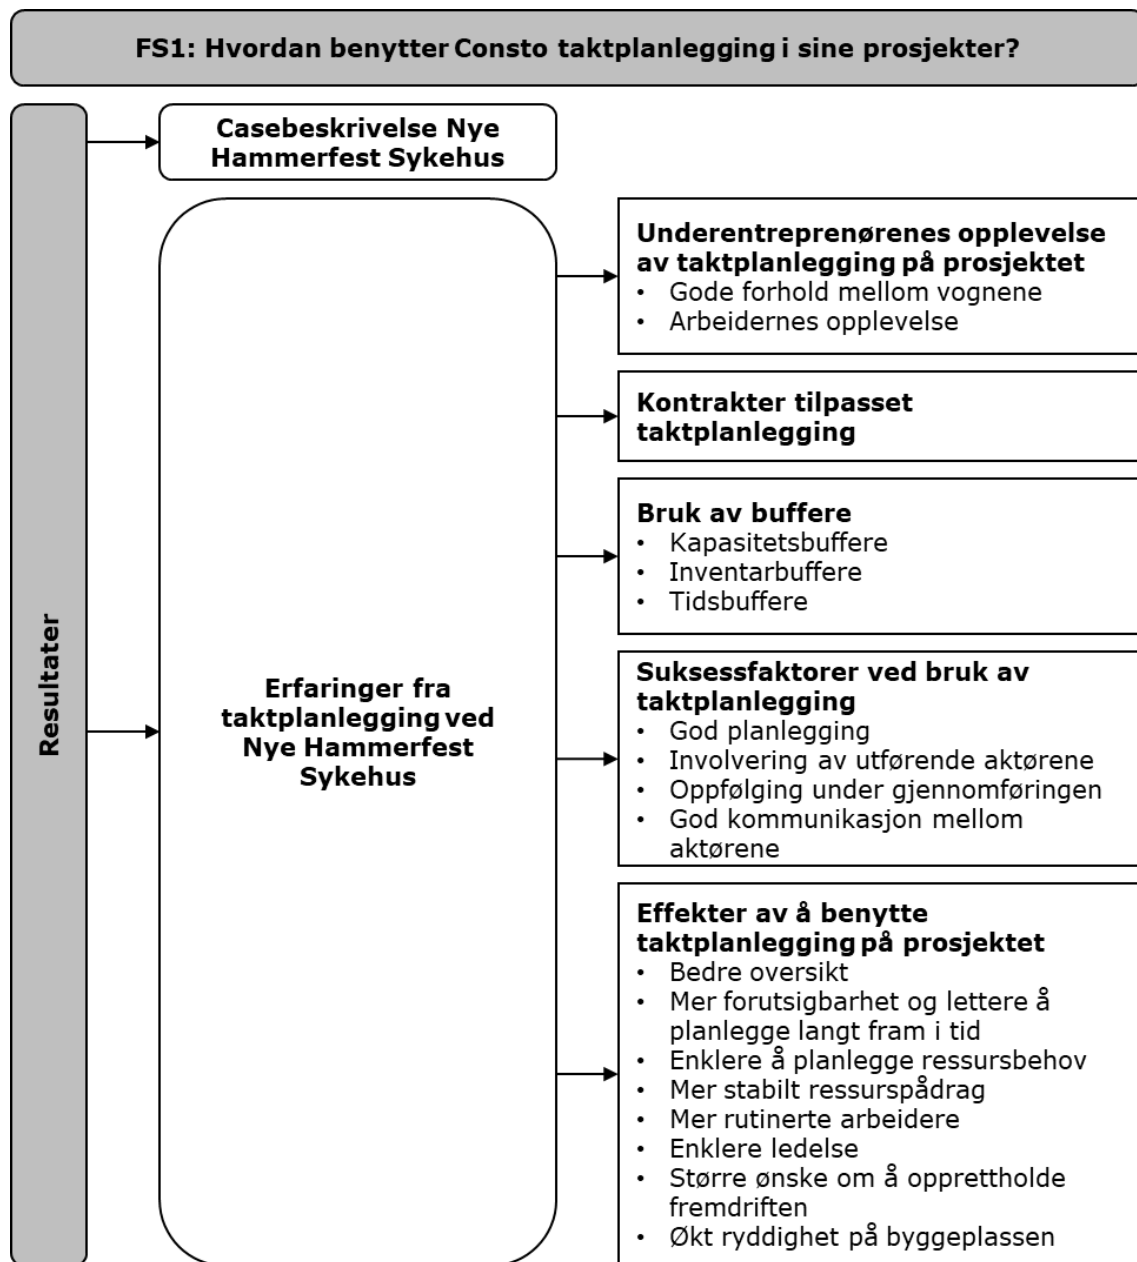 FS1: Hvordan benytter Consto taktplanlegging i sine prosjekter?
Resultater
Casebeskrivelse Nye
Hammerfest Sykehus
Erfaringer fra
taktplanlegging ved
Nye Hammerfest
Sykehus
Underentreprenørenes opplevelse
av taktplanlegging på prosjektet
• Gode forhold mellom vognene
• Arbeidernes opplevelse
Kontrakter tilpasset
taktplanlegging
Bruk av buffere
• Kapasitetsbuffere
• Inventarbuffere
• Tidsbuffere
Suksessfaktorer ved bruk av
taktplanlegging
• God planlegging
• Involvering av utførende aktørene
• Oppfølging under gjennomføringen
• God kommunikasjon mellom
aktørene
Effekter av å benytte
taktplanlegging på prosjektet
• Bedre oversikt
• Mer forutsigbarhet og lettere å
planlegge langt fram i tid
• Enklere å planlegge ressursbehov
• Mer stabilt ressurspådrag
• Mer rutinerte arbeidere
• Enklere ledelse
• Større ønske om å opprettholde
fremdriften
• Økt ryddighet på byggeplassen